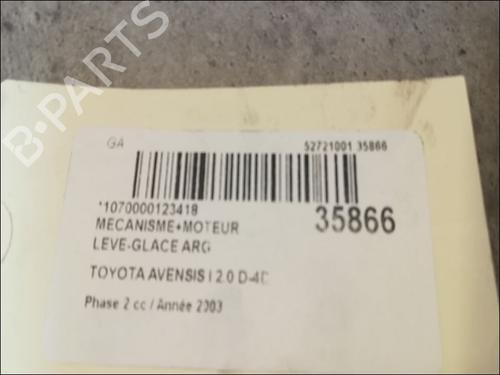 B-PARTS
GA 52721001 35866
*1070000123418
MECANISME+MOTEUR 35866
LEVE-GLACE ARG
TOYOTA AVENSIS I 2.0 D-4D
Phase 2 cc / Année 2003